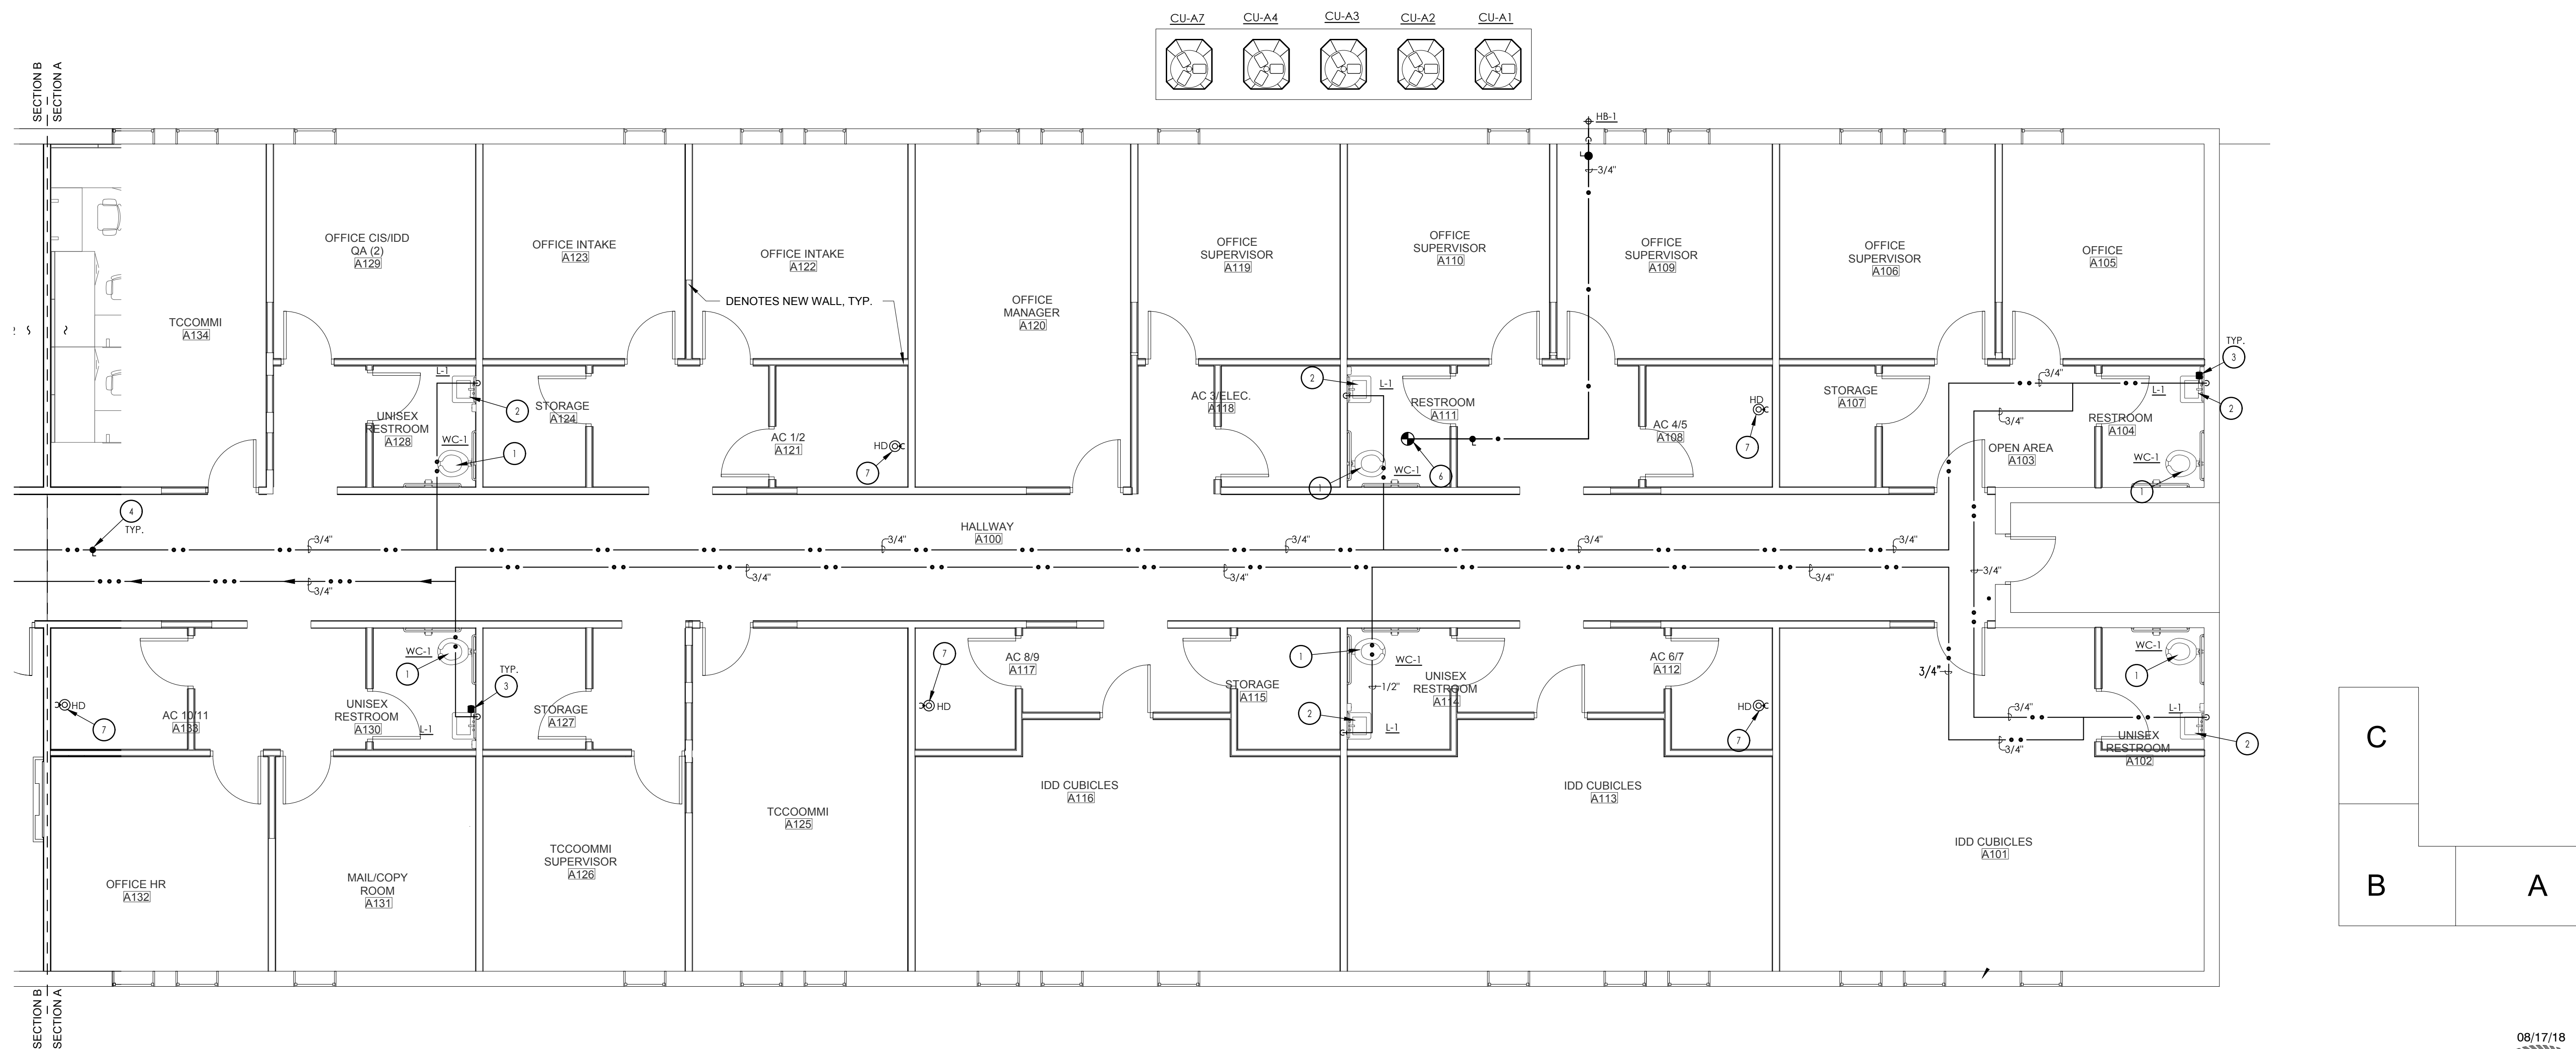 CU-A7
CU-A4
CU-A3
CU-A2
CU-A1
SECTION B
SECTION A
HB-1
3/4"
OFFICE CIS/IDD
QA (2)
A129
OFFICE INTAKE
A123
OFFICE INTAKE
A122
OFFICE
SUPERVISOR
A119
OFFICE
SUPERVISOR
A110
OFFICE
SUPERVISOR
A109
OFFICE
SUPERVISOR
A106
OFFICE
A105
DENOTES NEW WALL, TYP.
OFFICE
MANAGER
A120
TCCOMMI
A134
TYP.
3
L-1
2
UNISEX
RESTROOM
A128
WC-1
1
STORAGE
A124
AC 1/2
A121
HD
7
AC 3/ELEC.
A118
2
L-1
RESTROOM
A111
WC-1
1
6
AC 4/5
A108
HD
7
STORAGE
A107
3/4"
3/4"
OPEN AREA
A103
RESTROOM
A104
L-1
2
WC-1
1
4
TYP.
HALLWAY
A100
3/4"
3/4"
3/4"
3/4"
3/4"
3/4"
3/4"
3/4"
3/4"
3/4"
WC-1
1
TYP.
3
UNISEX
RESTROOM
A130
L-1
STORAGE
A127
HD
7
AC 10/11
A133
7
HD
AC 8/9
A117
STORAGE
A115
1
WC-1
1/2"
UNISEX
RESTROOM
A114
2
L-1
AC 6/7
A112
HD
7
3/4"
3/4"
3/4"
WC-1
1
L-1
2
UNISEX
RESTROOM
A102
OFFICE HR
A132
MAIL/COPY
ROOM
A131
TCCOOMMI
SUPERVISOR
A126
TCCOOMMI
A125
IDD CUBICLES
A116
IDD CUBICLES
A113
IDD CUBICLES
A101
C
B
A
SECTION B
SECTION A
08/17/18